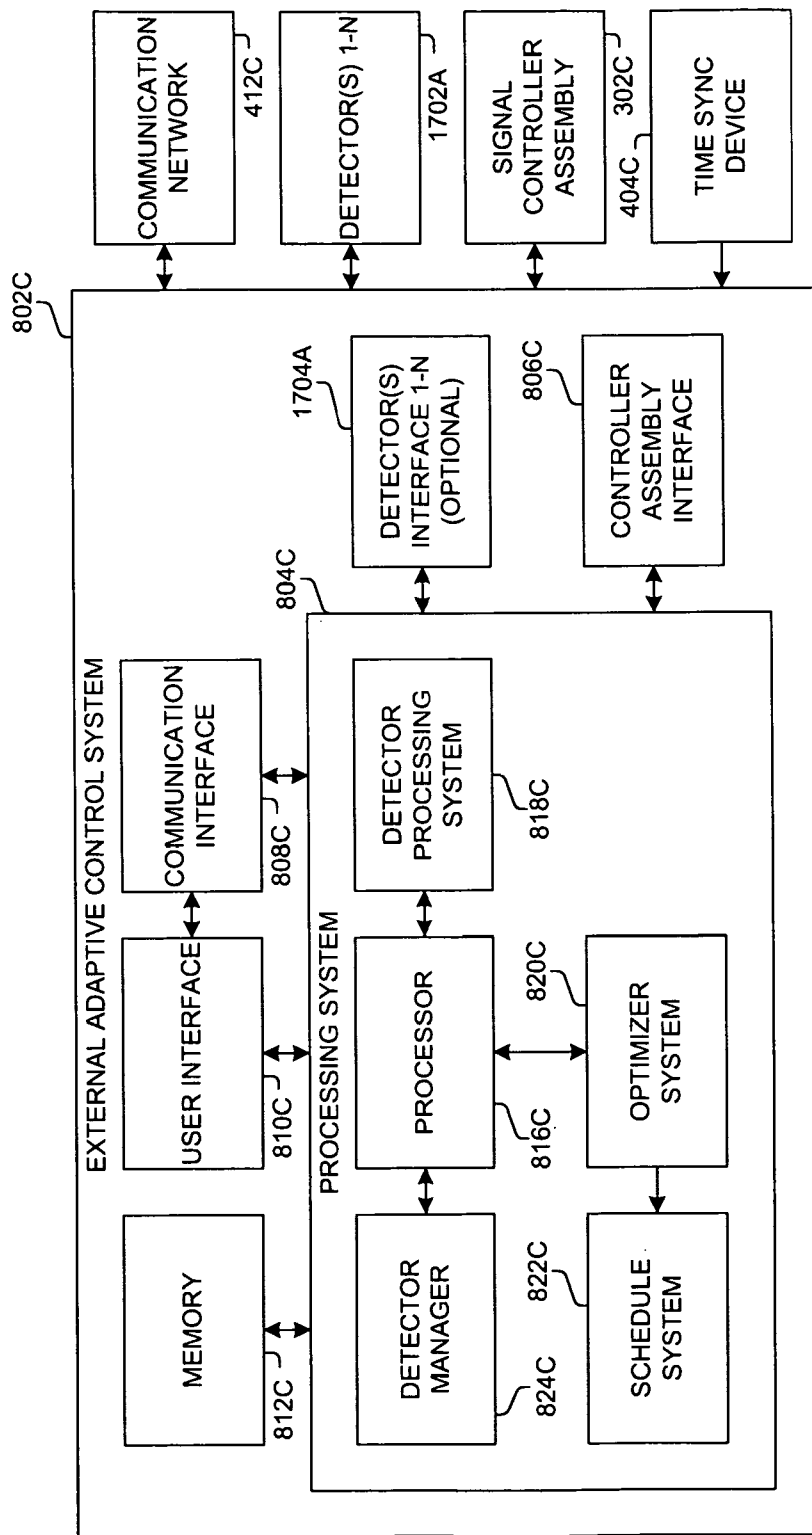 802C
EXTERNAL ADAPTIVE CONTROL SYSTEM
MEMORY
812C
USER INTERFACE
810C
COMMUNICATION
INTERFACE
808C
PROCESSING SYSTEM
804C
DETECTOR
MANAGER
824C
PROCESSOR
816C
DETECTOR
PROCESSING
SYSTEM
818C
822C
SCHEDULE
SYSTEM
820C
OPTIMIZER
SYSTEM
1704A
DETECTOR(S)
INTERFACE 1-N
(OPTIONAL)
806C
CONTROLLER
ASSEMBLY
INTERFACE
COMMUNICATION
NETWORK
412C
DETECTOR(S) 1-N
1702A
SIGNAL
CONTROLLER
ASSEMBLY
302C
404C
TIME SYNC
DEVICE